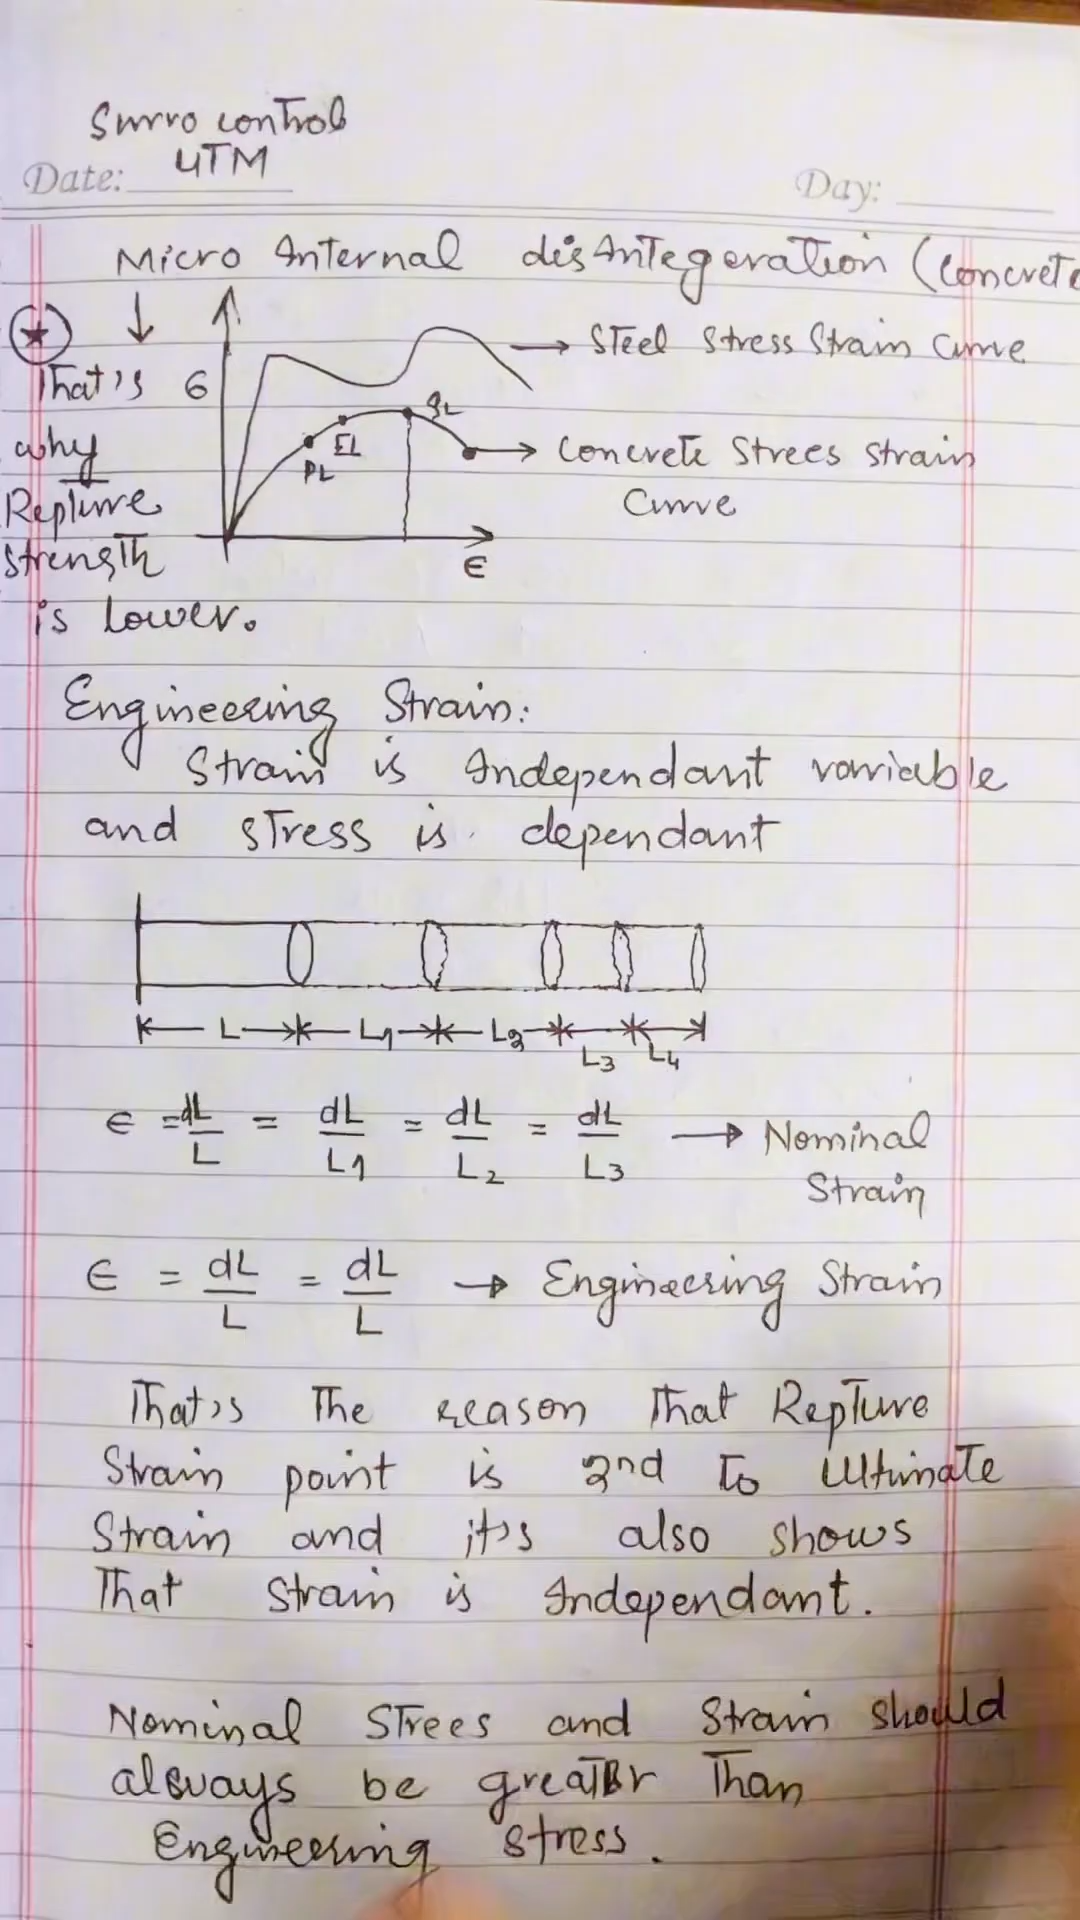 Survo control
UTM
Date:
Day:
Micro Internal disintegeration (concrete
That's
why
Repture
strength
is lower.
6
Steel Stress Strain Curve
PL
EL
Concrete Strees strain
Curve
ϵ
Engineering Strain:
Strain is Independant variable
and stress is dependant
L L1 L2 L3 L4
ϵ = dL/L = dL/L1 = dL/L2 = dL/L3 → Nominal
Strain
ϵ = dL/L = dL/L → Engineering Strain
That's The reason That Repture
Strain point is 2nd to Ultimate
Strain and it's also shows
That Strain is Independant.
Nominal Strees and Strain should
always be greater Than
Engineering stress.